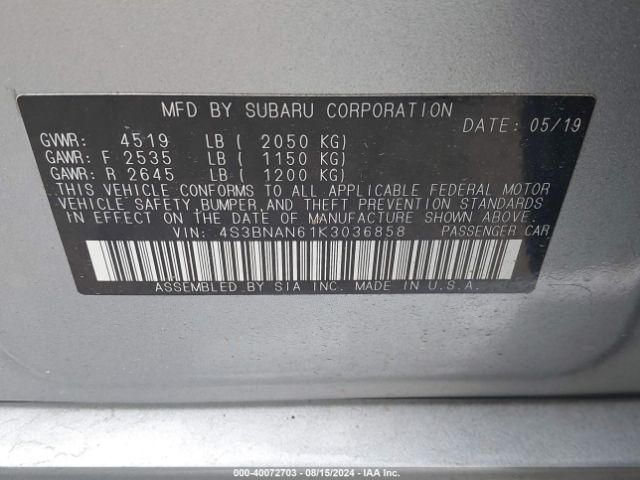 MFD BY SUBARU CORPORATION
DATE: 05/19
GVWR: 4519 LB ( 2050 KG)
GAWR: F 2535 LB ( 1150 KG)
GAWR: R 2645 LB ( 1200 KG)
THIS VEHICLE CONFORMS TO ALL APPLICABLE FEDERAL MOTOR
VEHICLE SAFETY, BUMPER, AND THEFT PREVENTION STANDARDS
IN EFFECT ON THE DATE OF MANUFACTURE SHOWN ABOVE.
VIN: 4S3BNAN61K3036858 PASSENGER CAR
ASSEMBLED BY SIA INC. MADE IN U.S.A.
000-40072703 - 08/15/2024 - IAA Inc.